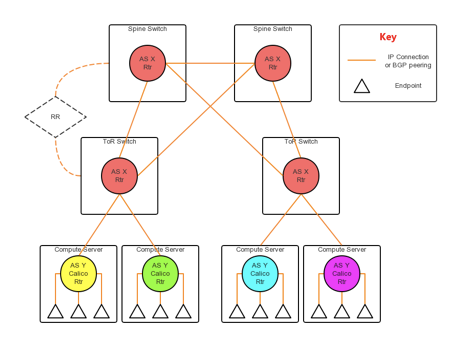 Spine Switch
Spine Switch
Key
AS X
Rtr
AS X
Rtr
IP Connection
or BGP peering
Endpoint
RR
ToR Switch
ToR Switch
AS X
Rtr
AS X
Rtr
Compute Server
Compute Server
Compute Server
Compute Server
AS Y
Calico
Rtr
AS Y
Calico
Rtr
AS Y
Calico
Rtr
AS Y
Calico
Rtr